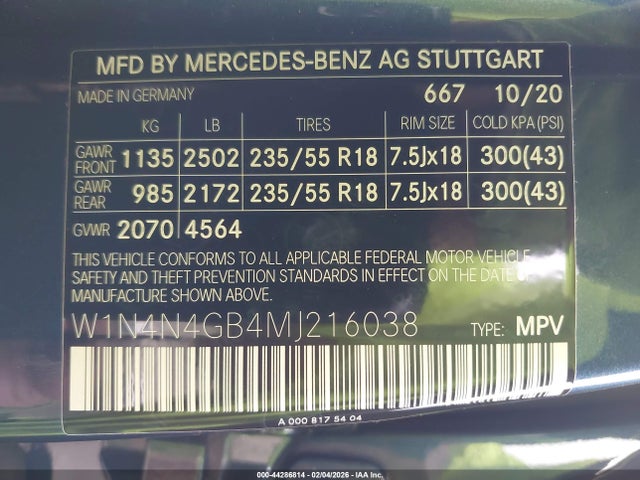 MFD BY MERCEDES-BENZ AG STUTTGART
MADE IN GERMANY 667 10/20
KG LB TIRES RIM SIZE COLD KPA (PSI)
GAWR FRONT 1135 2502 235/55 R18 7.5Jx18 300(43)
GAWR REAR 985 2172 235/55 R18 7.5Jx18 300(43)
GVWR 2070 4564
THIS VEHICLE CONFORMS TO ALL APPLICABLE FEDERAL MOTOR VEHICLE
SAFETY AND THEFT PREVENTION STANDARDS IN EFFECT ON THE DATE
OF MANUFACTURE SHOWN ABOVE.
W1N4N4GB4MJ216038 TYPE: MPV
A 000 817 54 04
000-44286814 - 02/04/2026 - IAA Inc.